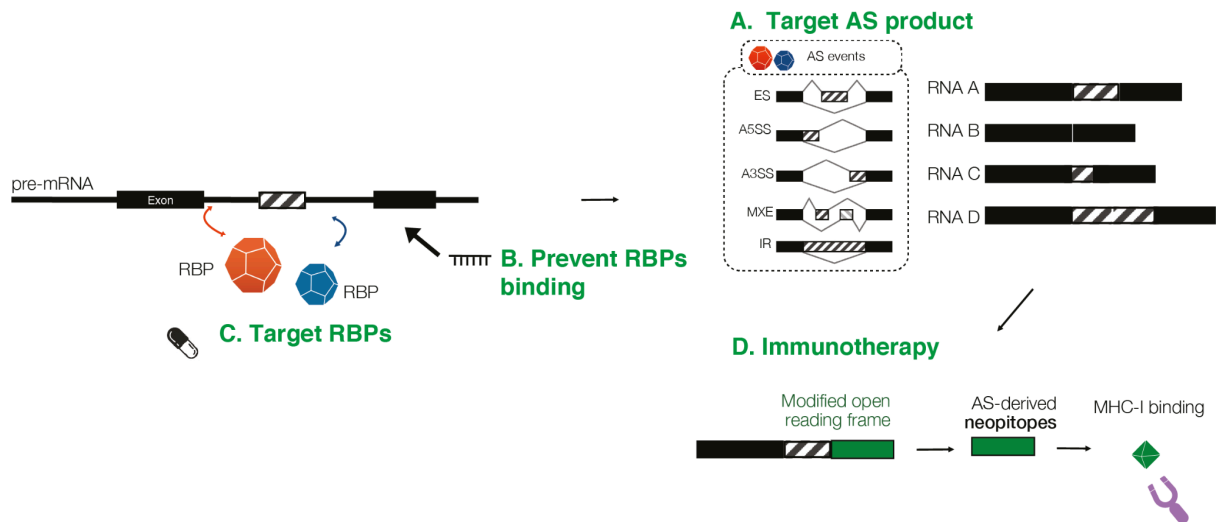 A. Target AS product
AS events
ES
A5SS
A3SS
MXE
IR
RNA A
RNA B
RNA C
RNA D
pre-mRNA
Exon
RBP
RBP
B. Prevent RBPs
binding
C. Target RBPs
D. Immunotherapy
Modified open
reading frame
AS-derived
neopitopes
MHC-I binding